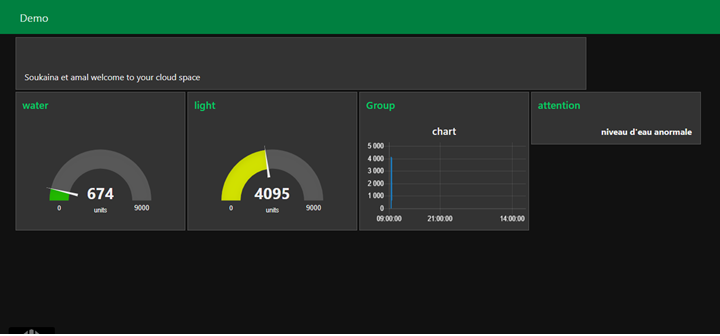 Demo
Soukaina et amal welcome to your cloud space
water
674
0
units
9000
light
4095
0
units
9000
Group
chart
5 000
4 000
3 000
2 000
1 000
0
09:00:00
21:00:00
14:00:00
attention
niveau d'eau anormale